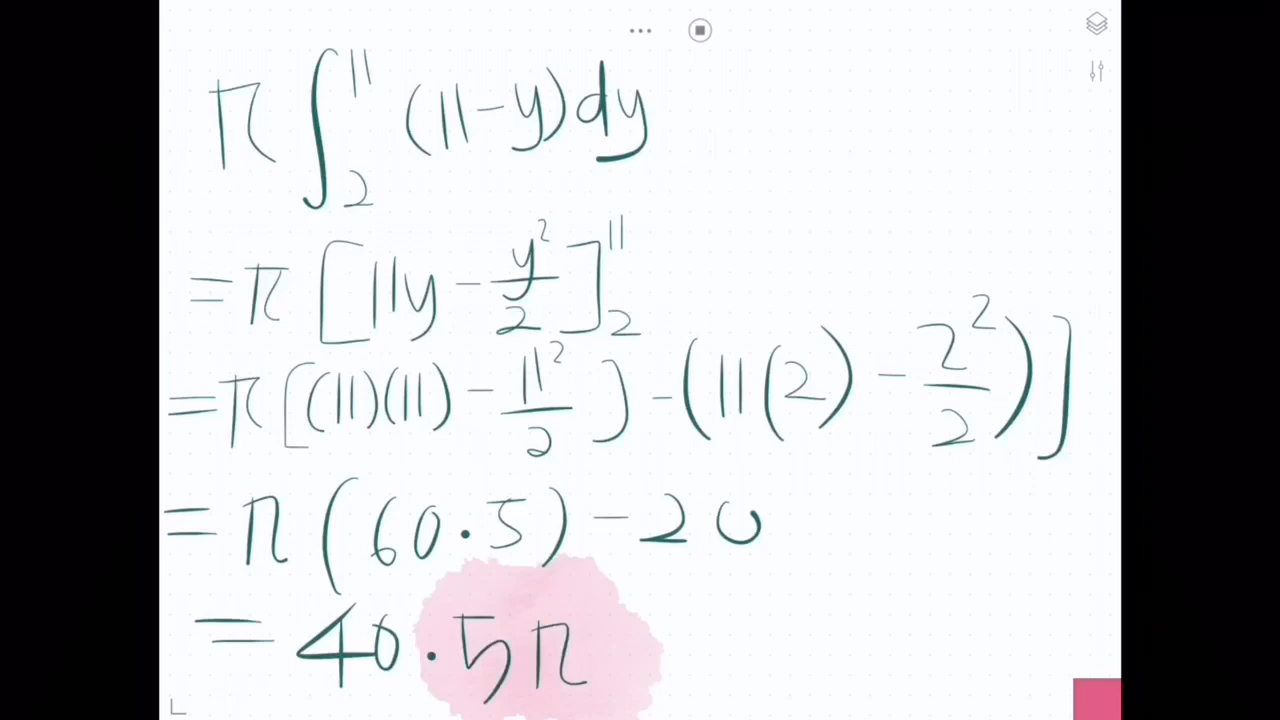 π ∫₂¹¹ (11-y)dy
=π [11y - y²/2]₂¹¹
=π[(11)(11) - 11²/2) - (11(2) - 2²/2)]
=π(60.5) - 20
=40.5π